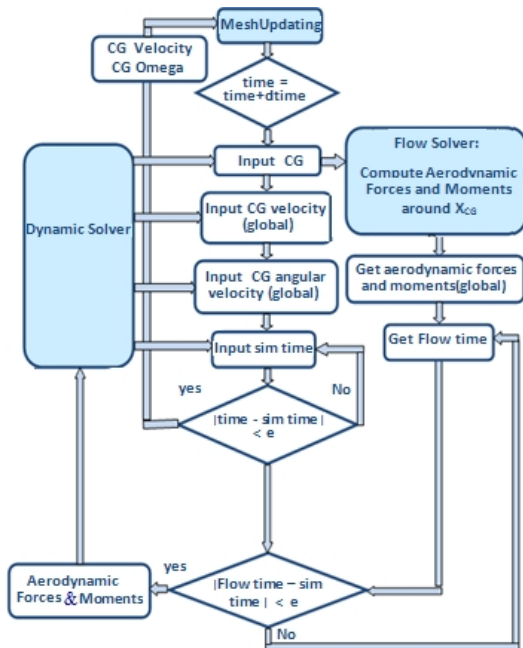 MeshUpdating
CG Velocity
CG Omega
time =
time+dtime
Input CG
Flow Solver:
Compute Aerodynamic
Forces and Moments
around XCG
Dynamic Solver
Input CG velocity
(global)
Input CG angular
velocity (global)
Get aerodynamic forces
and moments(global)
Input sim time
Get Flow time
yes
No
|time - sim time|
< e
yes
Aerodynamic
Forces & Moments
|Flow time – sim
time | < e
No